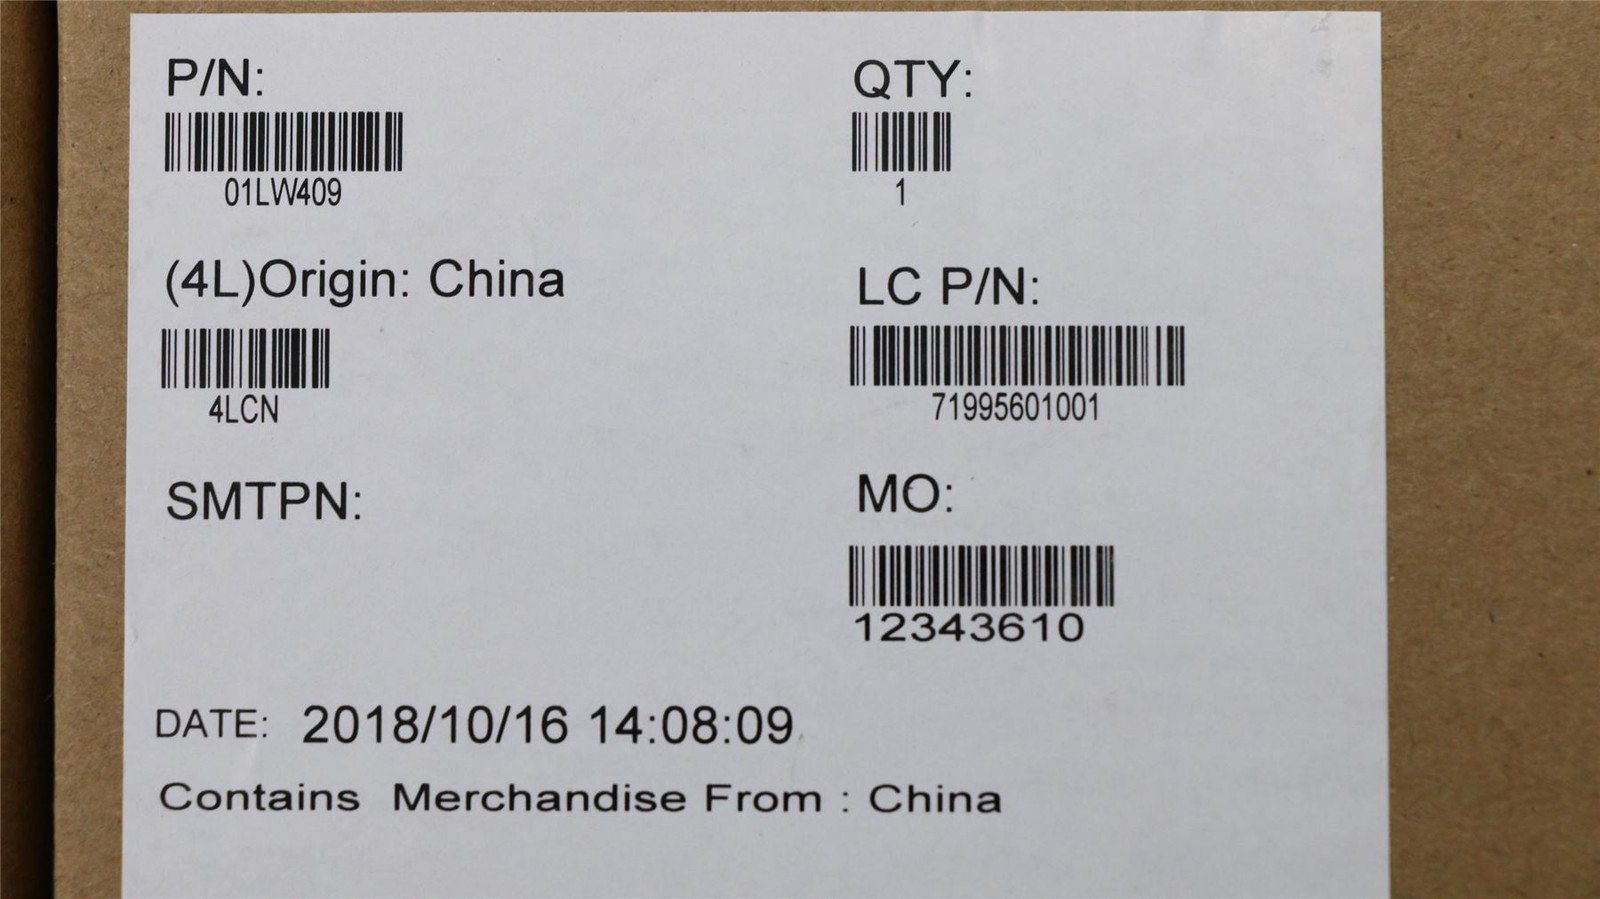 P/N:
01LW409
QTY:
1
(4L)Origin: China
4LCN
LC P/N:
71995601001
SMTPN:
MO:
12343610
DATE: 2018/10/16 14:08:09
Contains Merchandise From : China